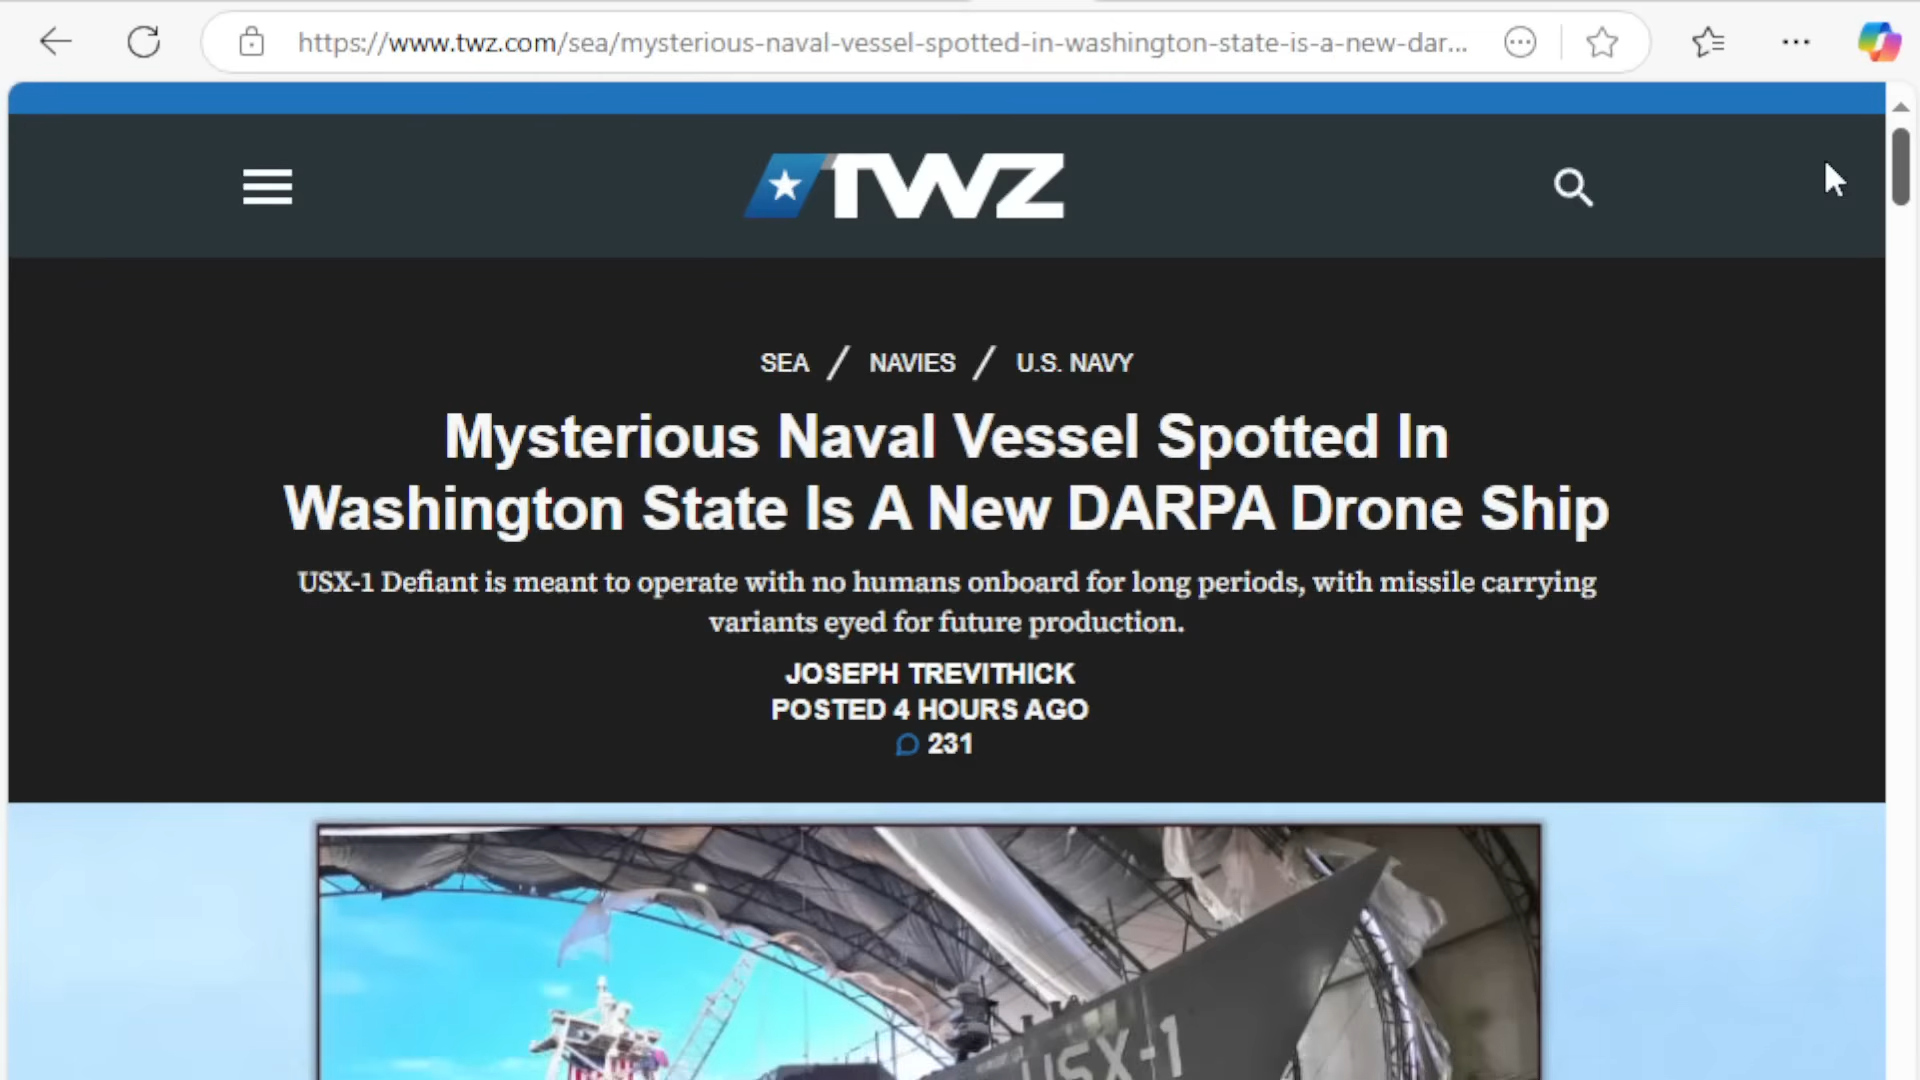 https://www.twz.com/sea/mysterious-naval-vessel-spotted-in-washington-state-is-a-new-dar...
TWZ
SEA / NAVIES / U.S. NAVY
Mysterious Naval Vessel Spotted In
Washington State Is A New DARPA Drone Ship
USX-1 Defiant is meant to operate with no humans onboard for long periods, with missile carrying
variants eyed for future production.
JOSEPH TREVITHICK
POSTED 4 HOURS AGO
231
USX-1